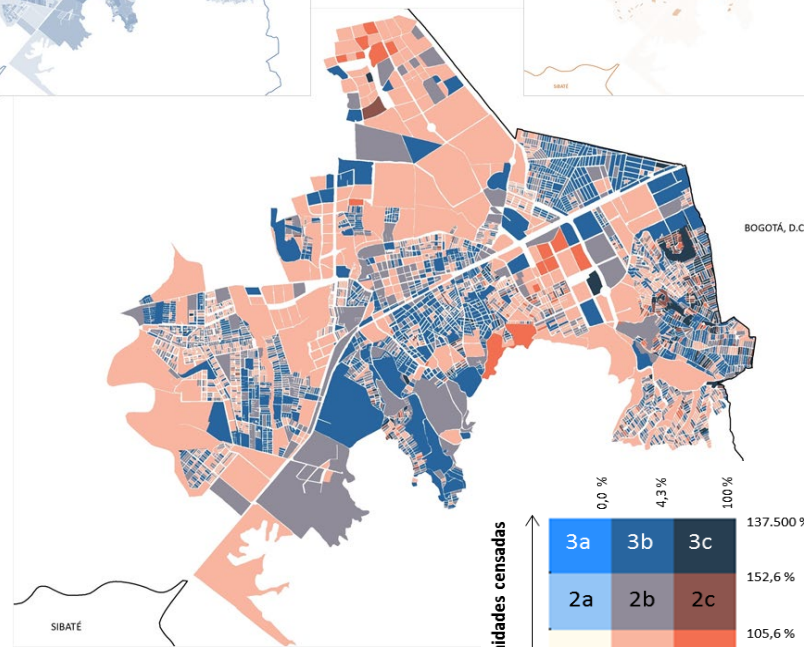 SIBATÉ
BOGOTÁ, D.C
SIBATÉ
0,0 %
4,3 %
100 %
137.500 %
3a 3b 3c
152,6 %
2a 2b 2c
105,6 %
censadas